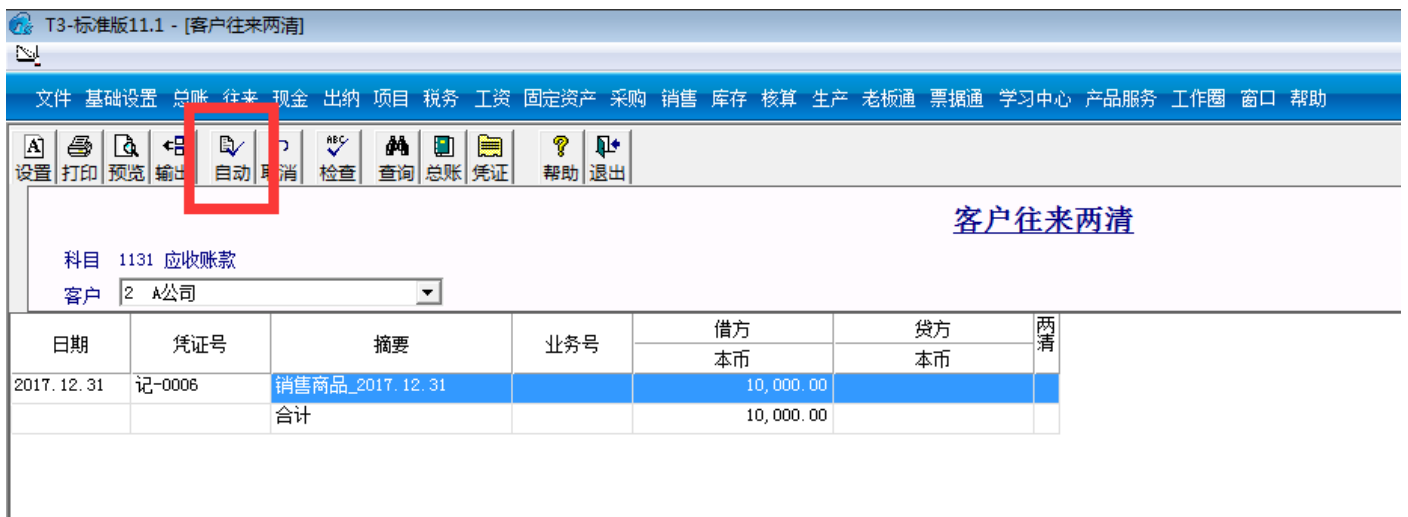 T3-标准版11.1 - [客户往来两清]
文件 基础设置 总账 往来 现金 出纳 项目 税务 工资 固定资产 采购 销售 库存 核算 生产 老板通 票据通 学习中心 产品服务 工作圈 窗口 帮助
设置 打印 预览 输出 自动 取消 检查 查询 总账 凭证 帮助 退出
客户往来两清
科目 1131 应收账款
客户 2 A公司
日期 凭证号 摘要 业务号 借方 贷方 两清
本币 本币
2017.12.31 记-0006 销售商品_2017.12.31 10,000.00
合计 10,000.00